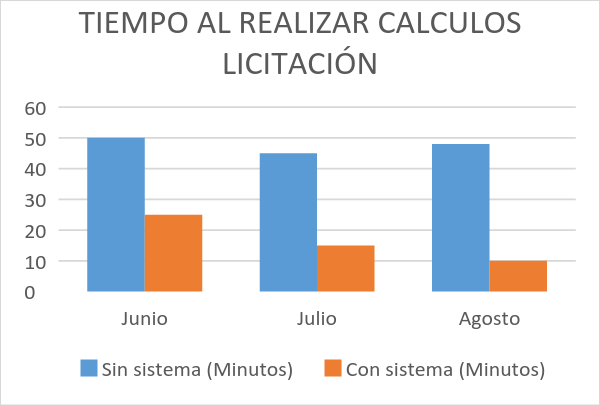 TIEMPO AL REALIZAR CALCULOS
LICITACIÓN
60
50
40
30
20
10
0
Junio Julio Agosto
Sin sistema (Minutos) Con sistema (Minutos)